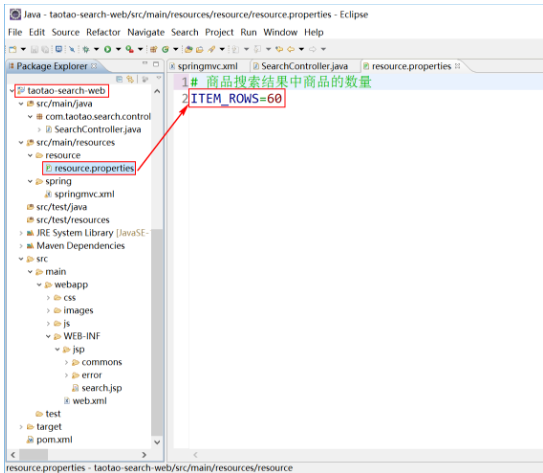 Java - taotao-search-web/src/main/resources/resource/resource.properties - Eclipse
File Edit Source Refactor Navigate Search Project Run Window Help
Package Explorer
springmvc.xml
SearchController.java
resource.properties
1 # 商品搜索结果中商品的数量
2 ITEM_ROWS=60
taotao-search-web
src/main/java
com.taotao.search.control
SearchController.java
src/main/resources
resource
resource.properties
spring
springmvc.xml
src/test/java
src/test/resources
JRE System Library [JavaSE-
Maven Dependencies
src
main
webapp
css
images
js
WEB-INF
jsp
commons
error
search.jsp
web.xml
test
target
pom.xml
resource.properties - taotao-search-web/src/main/resources/resource